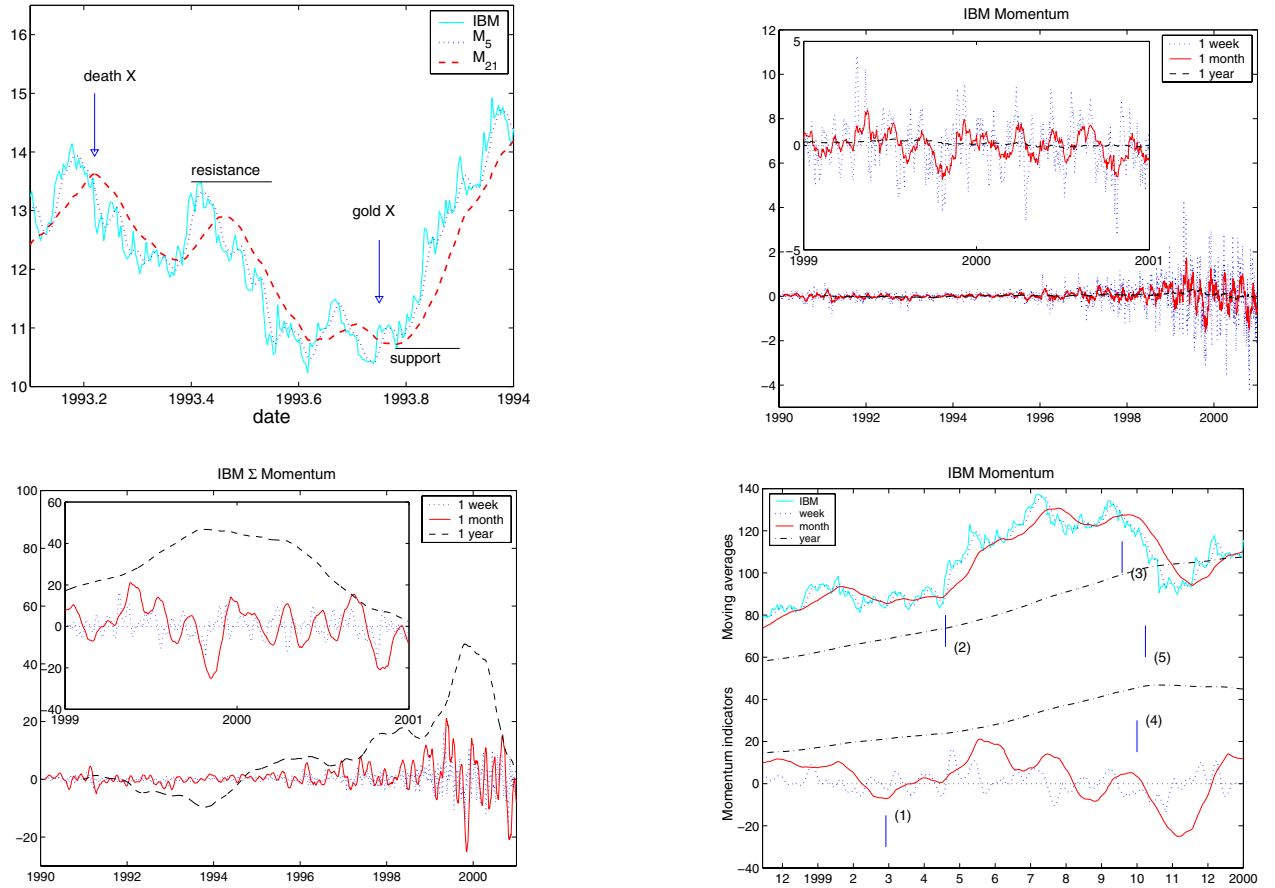 IBM
M5
M21
death X
resistance
gold X
support
16
15
14
13
12
11
10
1993.2 1993.4 1993.6 1993.8 1994
date
IBM Momentum
1 week
1 month
1 year
12
10
8
6
4
2
0
−2
−4
1990 1992 1994 1996 1998 2000
5
0
−5
1999 2000 2001
IBM Σ Momentum
1 week
1 month
1 year
100
80
60
40
20
0
−20
1990 1992 1994 1996 1998 2000
60
40
20
0
−20
−40
1999 2000 2001
IBM Momentum
IBM
week
month
year
Moving averages
Momentum indicators
140
120
100
80
60
40
20
0
−20
−40
(3)
(2)
(5)
(4)
(1)
12 1999 2 3 4 5 6 7 8 9 10 11 12 2000